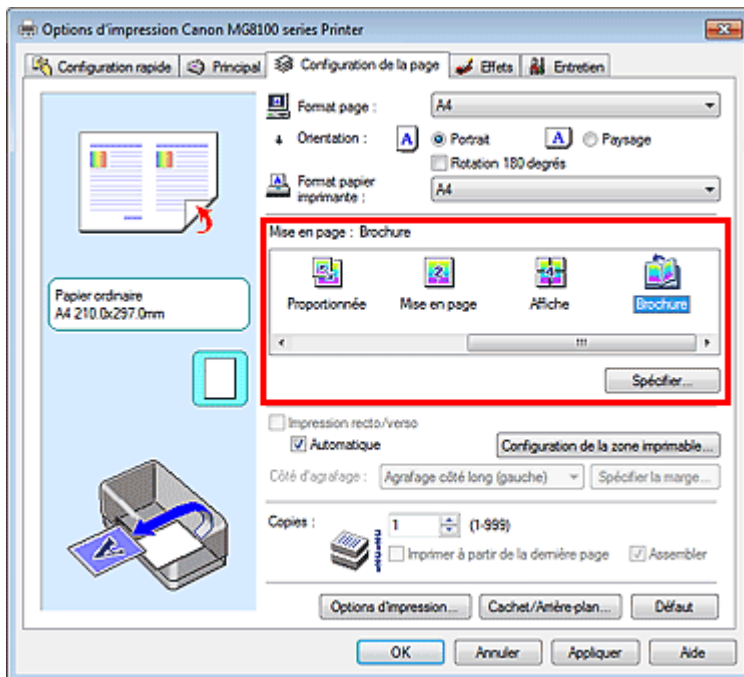 Options d'impression Canon MG8100 series Printer
Configuration rapide Principal Configuration de la page Effets Entretien
Format page : A4
Orientation : A Portrait A Paysage
Rotation 180 degrés
Format papier
imprimante : A4
Mise en page : Brochure
Proportionnée Mise en page Affiche Brochure
Spécifier...
Papier ordinaire
A4 210.0x297.0mm
Impression recto/verso
Automatique Configuration de la zone imprimable...
Côté d'agrafage : Agrafage côté long (gauche) Spécifier la marge...
Copies : 1 (1-999)
Imprimer à partir de la dernière page Assembler
Options d'impression... Cachet/Arrière-plan... Défaut
OK Annuler Appliquer Aide